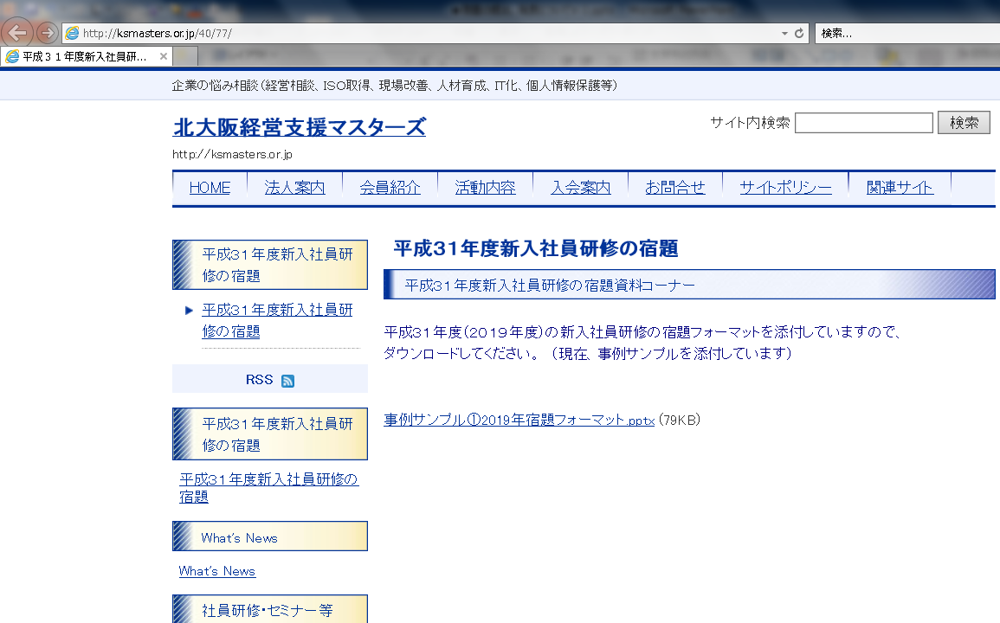 http://ksmasters.or.jp/40/77/
検索...
平成３１年度新入社員研...
企業の悩み相談（経営相談、ISO取得、現場改善、人材育成、IT化、個人情報保護等）
北大阪経営支援マスターズ
http://ksmasters.or.jp
サイト内検索
検索
HOME 法人案内 会員紹介 活動内容 入会案内 お問合せ サイトポリシー 関連サイト
平成３１年度新入社員研
修の宿題
平成３１年度新入社員研
修の宿題
RSS
平成３１年度新入社員研
修の宿題
平成３１年度新入社員研修の
宿題
What's News
What's News
社員研修・セミナー等
平成３１年度新入社員研修の宿題
平成３１年度新入社員研修の宿題資料コーナー
平成３１年度（２０１９年度）の新入社員研修の宿題フォーマットを添付していますので、
ダウンロードしてください。（現在、事例サンプルを添付しています）
事例サンプル①2019年宿題フォーマット.pptx (79KB)